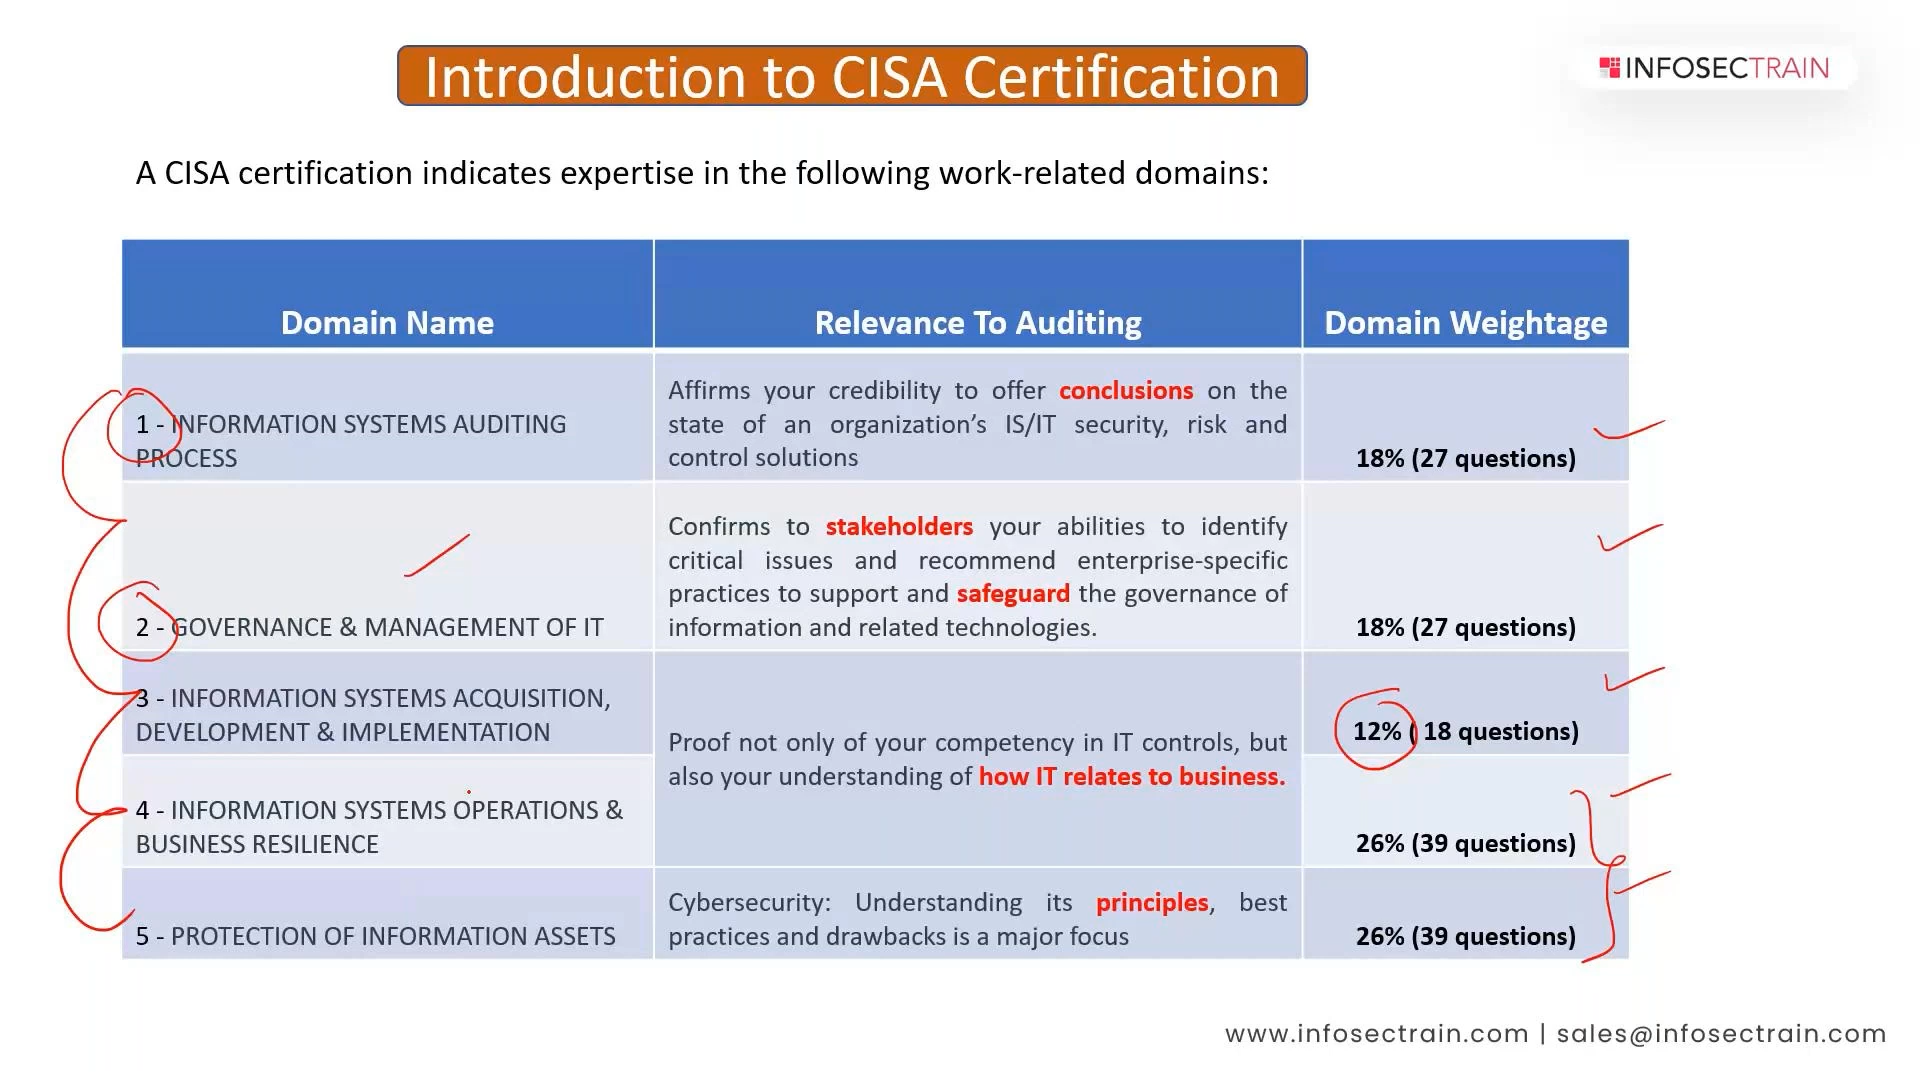 Introduction to CISA Certification
INFOSECTRAIN
A CISA certification indicates expertise in the following work-related domains:
Domain Name
Relevance To Auditing
Domain Weightage
1 - INFORMATION SYSTEMS AUDITING
PROCESS
Affirms your credibility to offer conclusions on the
state of an organization’s IS/IT security, risk and
control solutions
18% (27 questions)
2 - GOVERNANCE & MANAGEMENT OF IT
Confirms to stakeholders your abilities to identify
critical issues and recommend enterprise-specific
practices to support and safeguard the governance of
information and related technologies.
18% (27 questions)
3 - INFORMATION SYSTEMS ACQUISITION,
DEVELOPMENT & IMPLEMENTATION
Proof not only of your competency in IT controls, but
also your understanding of how IT relates to business.
12% ( 18 questions)
4 - INFORMATION SYSTEMS OPERATIONS &
BUSINESS RESILIENCE
26% (39 questions)
5 - PROTECTION OF INFORMATION ASSETS
Cybersecurity: Understanding its principles, best
practices and drawbacks is a major focus
26% (39 questions)
www.infosectrain.com | sales@infosectrain.com